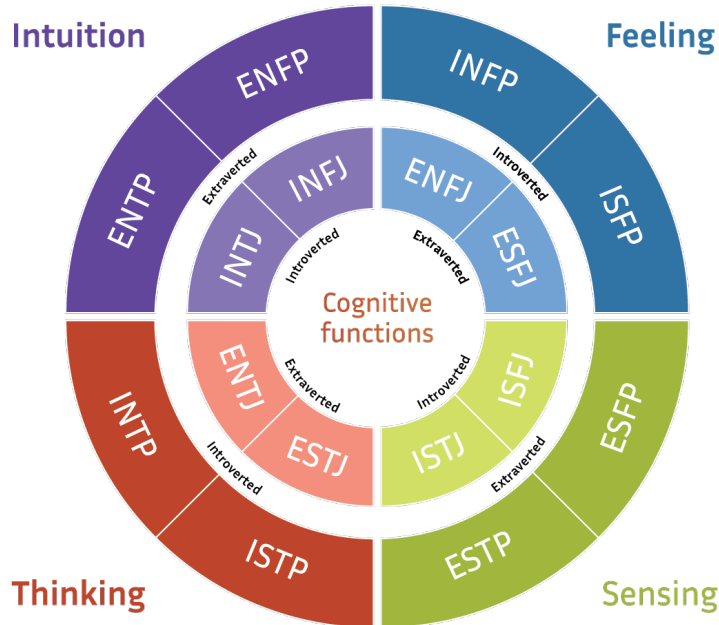 Intuition
Feeling
ENFP
INFP
ENTP
ISFP
Extraverted
Introverted
INFJ
ENFJ
INTJ
ESFJ
Introverted
Extraverted
Cognitive
functions
ENTJ
ISFJ
Extraverted
Introverted
ESTJ
ISTJ
INTP
ESFP
Introverted
Extraverted
ISTP
ESTP
Thinking
Sensing